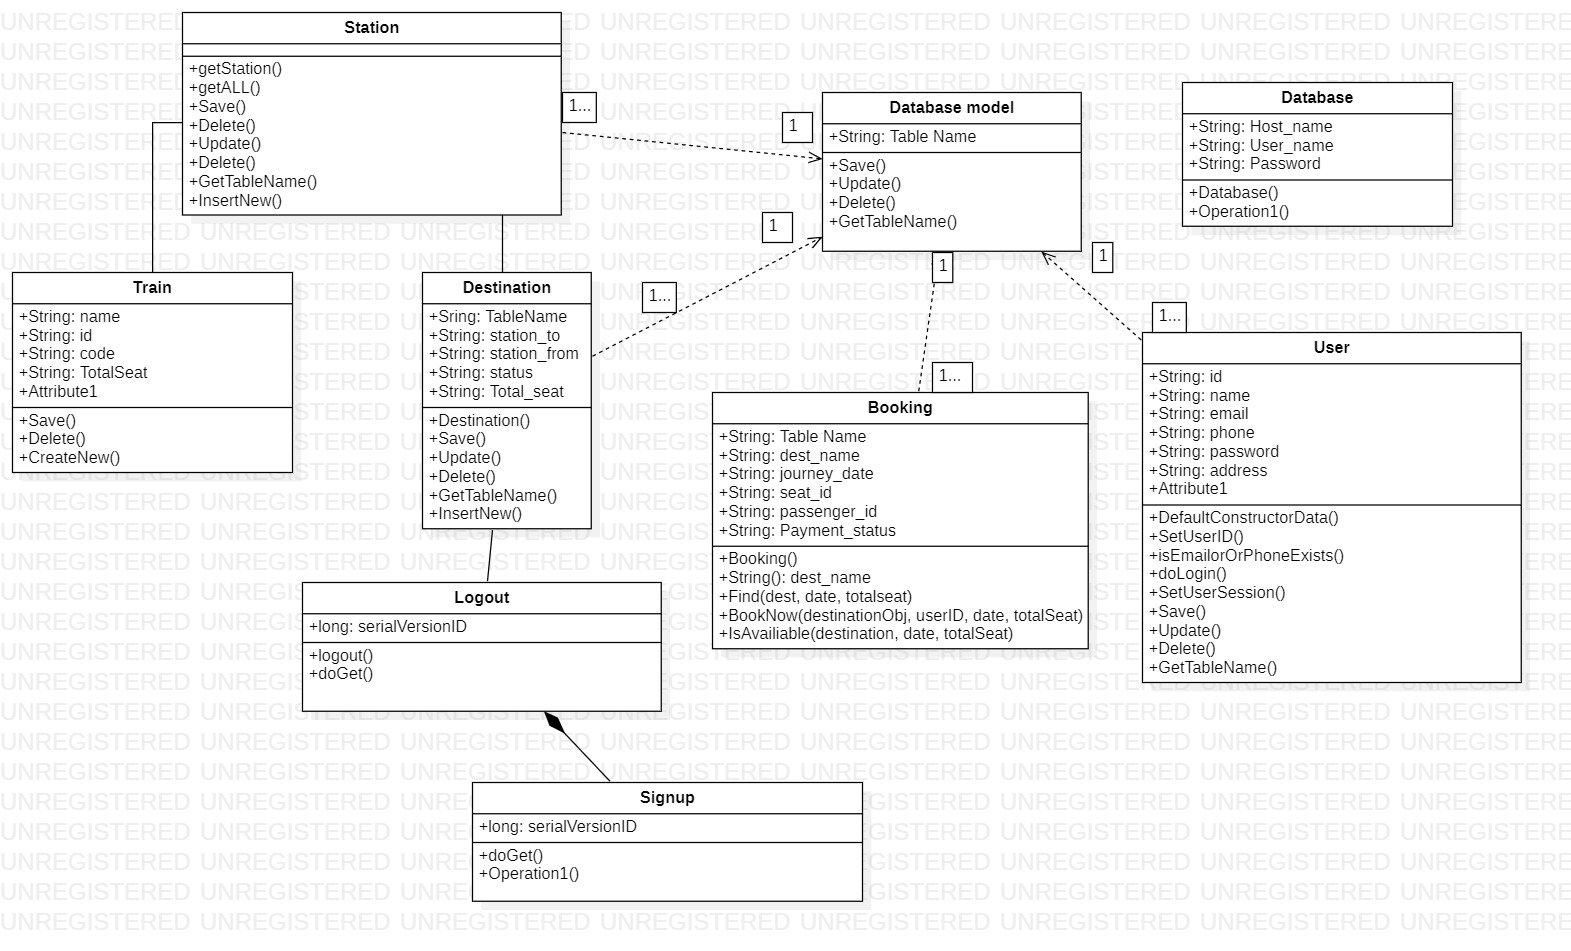 Station
+getStation()
+getALL()
+Save()
+Delete()
+Update()
+Delete()
+GetTableName()
+InsertNew()
1...
1
Database model
+String: Table Name
+Save()
+Update()
+Delete()
+GetTableName()
Database
+String: Host_name
+String: User_name
+String: Password
+Database()
+Operation1()
1
1...
1
1
1...
1...
Train
+String: name
+String: id
+String: code
+String: TotalSeat
+Attribute1
+Save()
+Delete()
+CreateNew()
Destination
+Sring: TableName
+String: station_to
+String: station_from
+String: status
+String: Total_seat
+Destination()
+Save()
+Update()
+Delete()
+GetTableName()
+InsertNew()
Booking
+String: Table Name
+String: dest_name
+String: journey_date
+String: seat_id
+String: passenger_id
+String: Payment_status
+Booking()
+String(): dest_name
+Find(dest, date, totalseat)
+BookNow(destinationObj, userID, date, totalSeat)
+IsAvailiable(destination, date, totalSeat)
User
+String: id
+String: name
+String: email
+String: phone
+String: password
+String: address
+Attribute1
+DefaultConstructorData()
+SetUserID()
+isEmailorOrPhoneExists()
+doLogin()
+SetUserSession()
+Save()
+Update()
+Delete()
+GetTableName()
Logout
+long: serialVersionID
+logout()
+doGet()
Signup
+long: serialVersionID
+doGet()
+Operation1()
UNREGISTERED